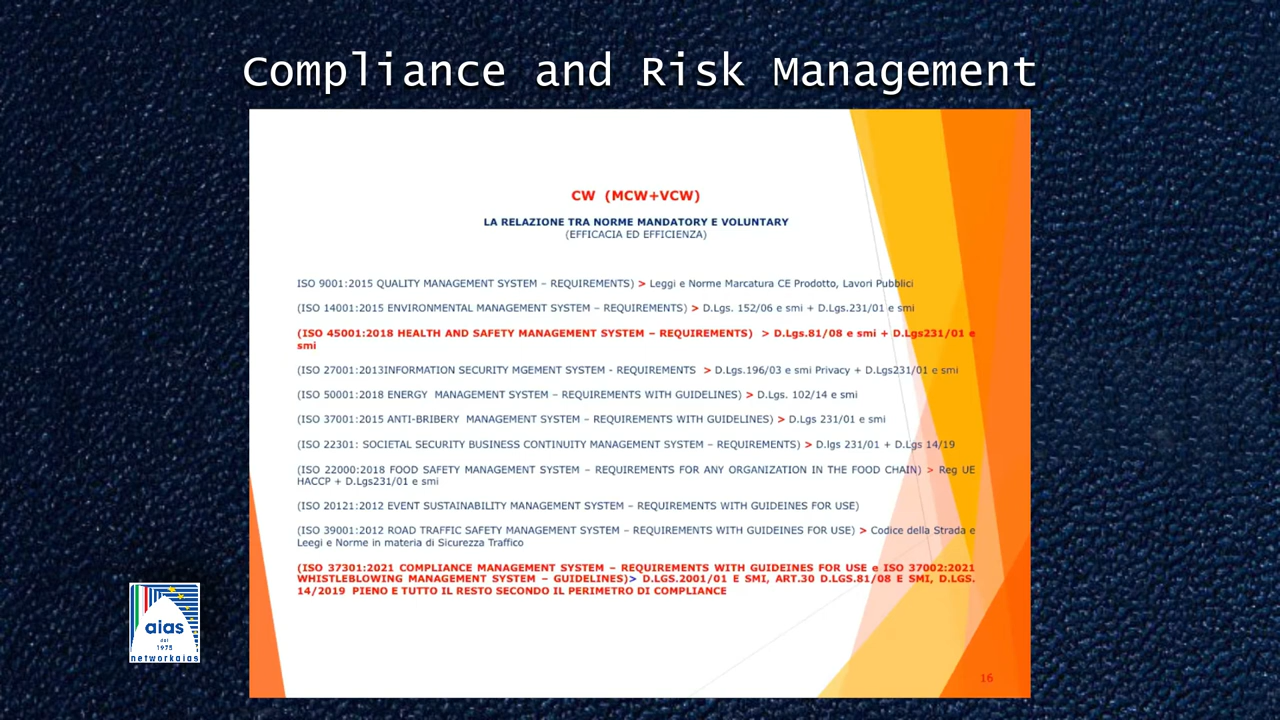 Compliance and Risk Management
CW (MCW+VCW)
LA RELAZIONE TRA NORME MANDATORY E VOLUNTARY
(EFFICACIA ED EFFICIENZA)
ISO 9001:2015 QUALITY MANAGEMENT SYSTEM – REQUIREMENTS) > Leggi e Norme Marcatura CE Prodotto, Lavori Pubblici
(ISO 14001:2015 ENVIRONMENTAL MANAGEMENT SYSTEM – REQUIREMENTS) > D.Lgs. 152/06 e smi + D.Lgs.231/01 e smi
(ISO 45001:2018 HEALTH AND SAFETY MANAGEMENT SYSTEM – REQUIREMENTS) > D.Lgs.81/08 e smi + D.Lgs231/01 e
smi
(ISO 27001:2013INFORMATION SECURITY MGEMENT SYSTEM - REQUIREMENTS > D.Lgs.196/03 e smi Privacy + D.Lgs231/01 e smi
(ISO 50001:2018 ENERGY MANAGEMENT SYSTEM – REQUIREMENTS WITH GUIDELINES) > D.Lgs. 102/14 e smi
(ISO 37001:2015 ANTI-BRIBERY MANAGEMENT SYSTEM – REQUIREMENTS WITH GUIDELINES) > D.Lgs 231/01 e smi
(ISO 22301: SOCIETAL SECURITY BUSINESS CONTINUITY MANAGEMENT SYSTEM – REQUIREMENTS) > D.lgs 231/01 + D.Lgs 14/19
(ISO 22000:2018 FOOD SAFETY MANAGEMENT SYSTEM – REQUIREMENTS FOR ANY ORGANIZATION IN THE FOOD CHAIN) > Reg UE
HACCP + D.Lgs231/01 e smi
(ISO 20121:2012 EVENT SUSTAINABILITY MANAGEMENT SYSTEM – REQUIREMENTS WITH GUIDEINES FOR USE)
(ISO 39001:2012 ROAD TRAFFIC SAFETY MANAGEMENT SYSTEM – REQUIREMENTS WITH GUIDEINES FOR USE) > Codice della Strada e
Leegi e Norme in materia di Sicurezza Traffico
(ISO 37301:2021 COMPLIANCE MANAGEMENT SYSTEM – REQUIREMENTS WITH GUIDEINES FOR USE e ISO 37002:2021
WHISTLEBLOWING MANAGEMENT SYSTEM – GUIDELINES)> D.LGS.2001/01 E SMI, ART.30 D.LGS.81/08 E SMI, D.LGS.
14/2019 PIENO E TUTTO IL RESTO SECONDO IL PERIMETRO DI COMPLIANCE
aias
dal
1975
networkaias
16